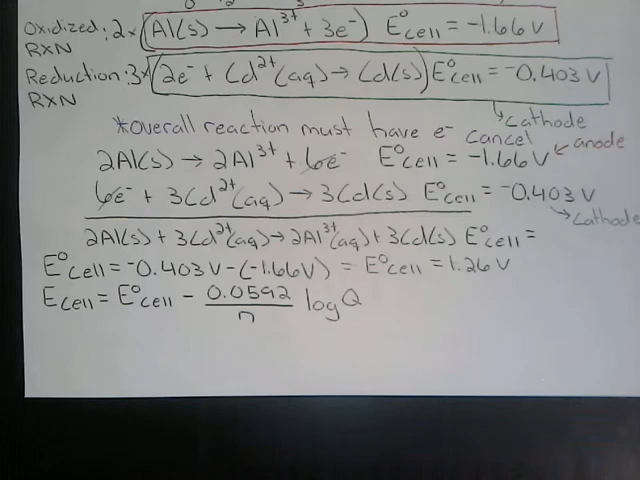 Oxidized: 2×(Al(s) → Al³⁺ + 3e⁻) E°cell = -1.66 V
RXN
Reduction: 3×(2e⁻ + Cd²⁺(aq) → Cd(s)) E°cell = -0.403 V
RXN
↳ cathode
*Overall reaction must have e⁻ cancel
2Al(s) → 2Al³⁺ + 6e⁻ E°cell = -1.66 V ↙ anode
6e⁻ + 3Cd²⁺(aq) → 3Cd(s) E°cell = -0.403 V
↳ cathode
2Al(s) + 3Cd²⁺(aq) → 2Al³⁺(aq) + 3Cd(s) E°cell =
E°cell = -0.403 V - (-1.66 V) = E°cell = 1.26 V
Ecell = E°cell - 0.0592/n log Q